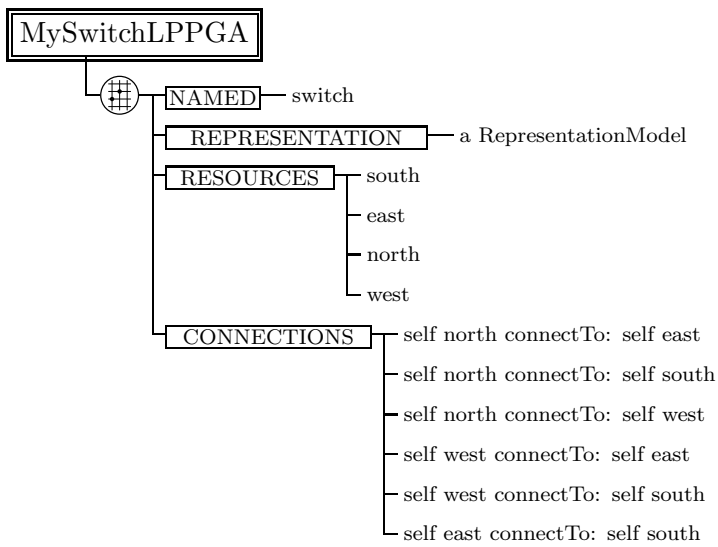 MySwitchLPPGA
NAMED switch
REPRESENTATION a RepresentationModel
RESOURCES south
east
north
west
CONNECTIONS self north connectTo: self east
self north connectTo: self south
self north connectTo: self west
self west connectTo: self east
self west connectTo: self south
self east connectTo: self south